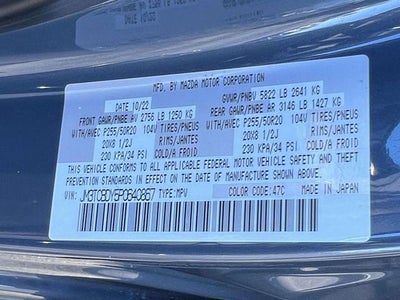 MFD. BY MAZDA MOTOR CORPORATION
10/22 GVWR/PNBV 5822 LB 2641 KG
FRONT GAWR/PNBE AV 2756 LB 1250 KG REAR GAWR/PNBE AR 3146 LB 1427 KG
WITH/AVEC P255/50R20 104V TIRES/PNEUS WITH/AVEC P255/50R20 104V TIRES/PNEUS
20X8 1/2J RIMS/JANTES 20X8 1/2J RIMS/JANTES
230 KPA/34 PSI COLD/A FROID 230 KPA/34 PSI COLD/A FROID
THIS VEHICLE CONFORMS TO ALL APPLICABLE FEDERAL MOTOR VEHICLE SAFETY AND THEFT
PREVENTION STANDARDS IN EFFECT ON THE DATE OF MANUFACTURE SHOWN ABOVE.
VIN: TYPE:MPV COLOR CODE:47C MADE IN JAPAN